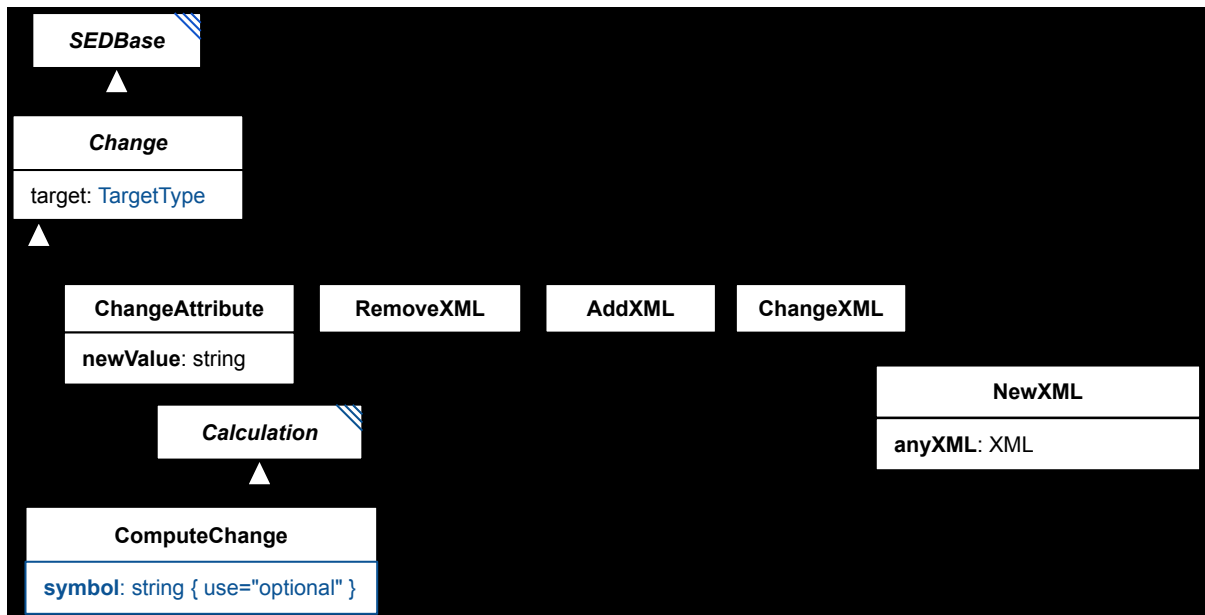 SEDBase
Change
target: TargetType
ChangeAttribute
newValue: string
RemoveXML
AddXML
ChangeXML
NewXML
anyXML: XML
Calculation
ComputeChange
symbol: string { use="optional" }